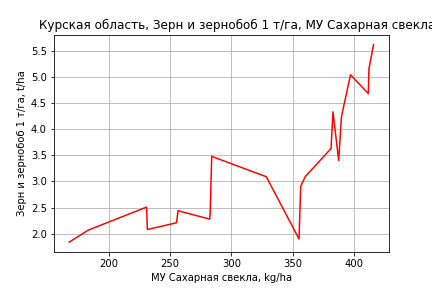 Курская область, Зерн и зернобоб 1 т/га, МУ Сахарная свекла
5.5
5.0
4.5
4.0
3.5
3.0
2.5
2.0
Зерн и зернобоб 1 т/га, t/ha
200 250 300 350 400
МУ Сахарная свекла, kg/ha